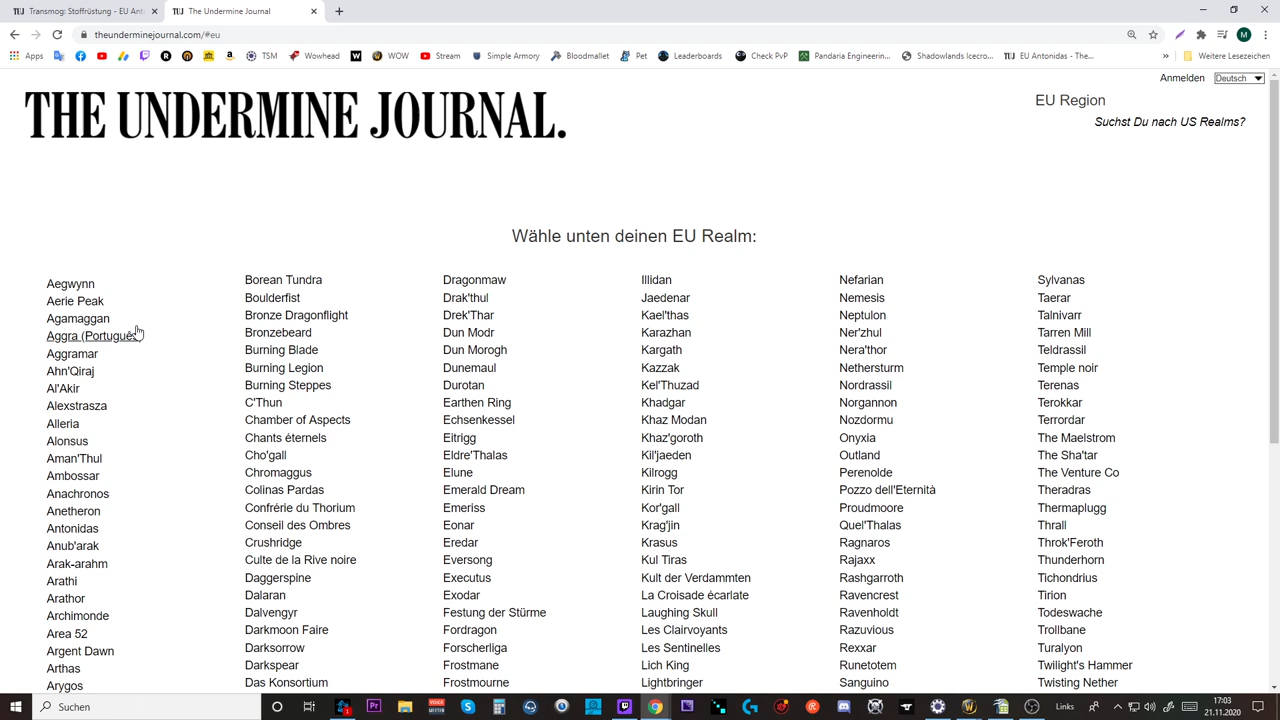 TUJ Transmog: Stoffrüstung - EU Ant
TUJ The Undermine Journal
theunderminejournal.com/#eu
Apps
TSM
Wowhead
WOW
Stream
Simple Armory
Bloodmallet
Pet
Leaderboards
Check PvP
Pandaria Engineerin...
Shadowlands Icecro...
TUJ EU Antonidas - The...
Weitere Lesezeichen
Anmelden
Deutsch
THE UNDERMINE JOURNAL.
EU Region
Suchst Du nach US Realms?
Wähle unten deinen EU Realm:
Aegwynn
Aerie Peak
Agamaggan
Aggra (Português
Aggramar
Ahn'Qiraj
Al'Akir
Alexstrasza
Alleria
Alonsus
Aman'Thul
Ambossar
Anachronos
Anetheron
Antonidas
Anub'arak
Arak-arahm
Arathi
Arathor
Archimonde
Area 52
Argent Dawn
Arthas
Arygos
Borean Tundra
Boulderfist
Bronze Dragonflight
Bronzebeard
Burning Blade
Burning Legion
Burning Steppes
C'Thun
Chamber of Aspects
Chants éternels
Cho'gall
Chromaggus
Colinas Pardas
Confrérie du Thorium
Conseil des Ombres
Crushridge
Culte de la Rive noire
Daggerspine
Dalaran
Dalvengyr
Darkmoon Faire
Darksorrow
Darkspear
Das Konsortium
Dragonmaw
Drak'thul
Drek'Thar
Dun Modr
Dun Morogh
Dunemaul
Durotan
Earthen Ring
Echsenkessel
Eitrigg
Eldre'Thalas
Elune
Emerald Dream
Emeriss
Eonar
Eredar
Eversong
Executus
Exodar
Festung der Stürme
Fordragon
Forscherliga
Frostmane
Frostmourne
Illidan
Jaedenar
Kael'thas
Karazhan
Kargath
Kazzak
Kel'Thuzad
Khadgar
Khaz Modan
Khaz'goroth
Kil'jaeden
Kilrogg
Kirin Tor
Kor'gall
Krag'jin
Krasus
Kul Tiras
Kult der Verdammten
La Croisade écarlate
Laughing Skull
Les Clairvoyants
Les Sentinelles
Lich King
Lightbringer
Nefarian
Nemesis
Neptulon
Ner'zhul
Nera'thor
Nethersturm
Nordrassil
Norgannon
Nozdormu
Onyxia
Outland
Perenolde
Pozzo dell'Eternità
Proudmoore
Quel'Thalas
Ragnaros
Rajaxx
Rashgarroth
Ravencrest
Ravenholdt
Razuvious
Rexxar
Runetotem
Sanguino
Sylvanas
Taerar
Talnivarr
Tarren Mill
Teldrassil
Temple noir
Terenas
Terokkar
Terrordar
The Maelstrom
The Sha'tar
The Venture Co
Theradras
Thermaplugg
Thrall
Throk'Feroth
Thunderhorn
Tichondrius
Tirion
Todeswache
Trollbane
Turalyon
Twilight's Hammer
Twisting Nether
Suchen
Links
17:03
21.11.2020